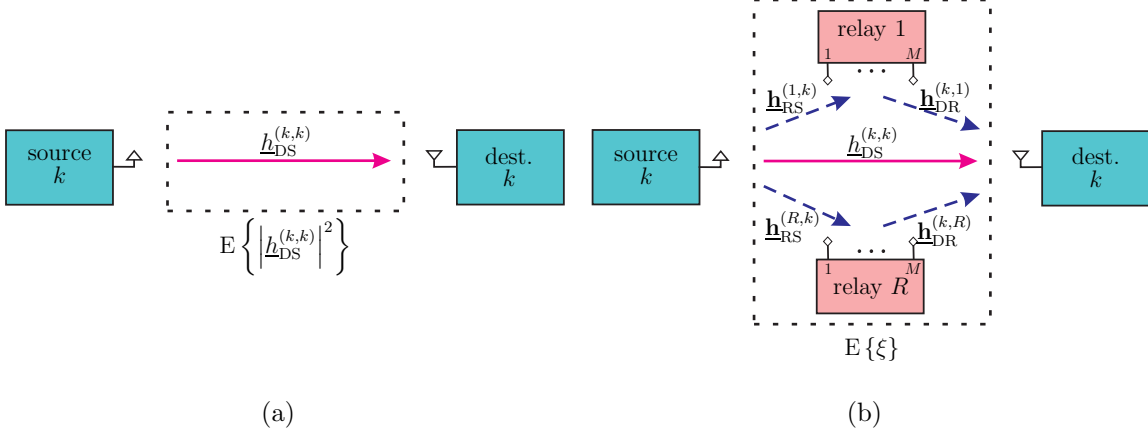 source
k
h_DS^(k,k)
dest.
k
E{|h_DS^(k,k)|^2}
(a)
relay 1
1 ... M
h_RS^(1,k)
h_DR^(k,1)
source
k
h_DS^(k,k)
dest.
k
h_RS^(R,k)
h_DR^(k,R)
1 ... M
relay R
E{ξ}
(b)